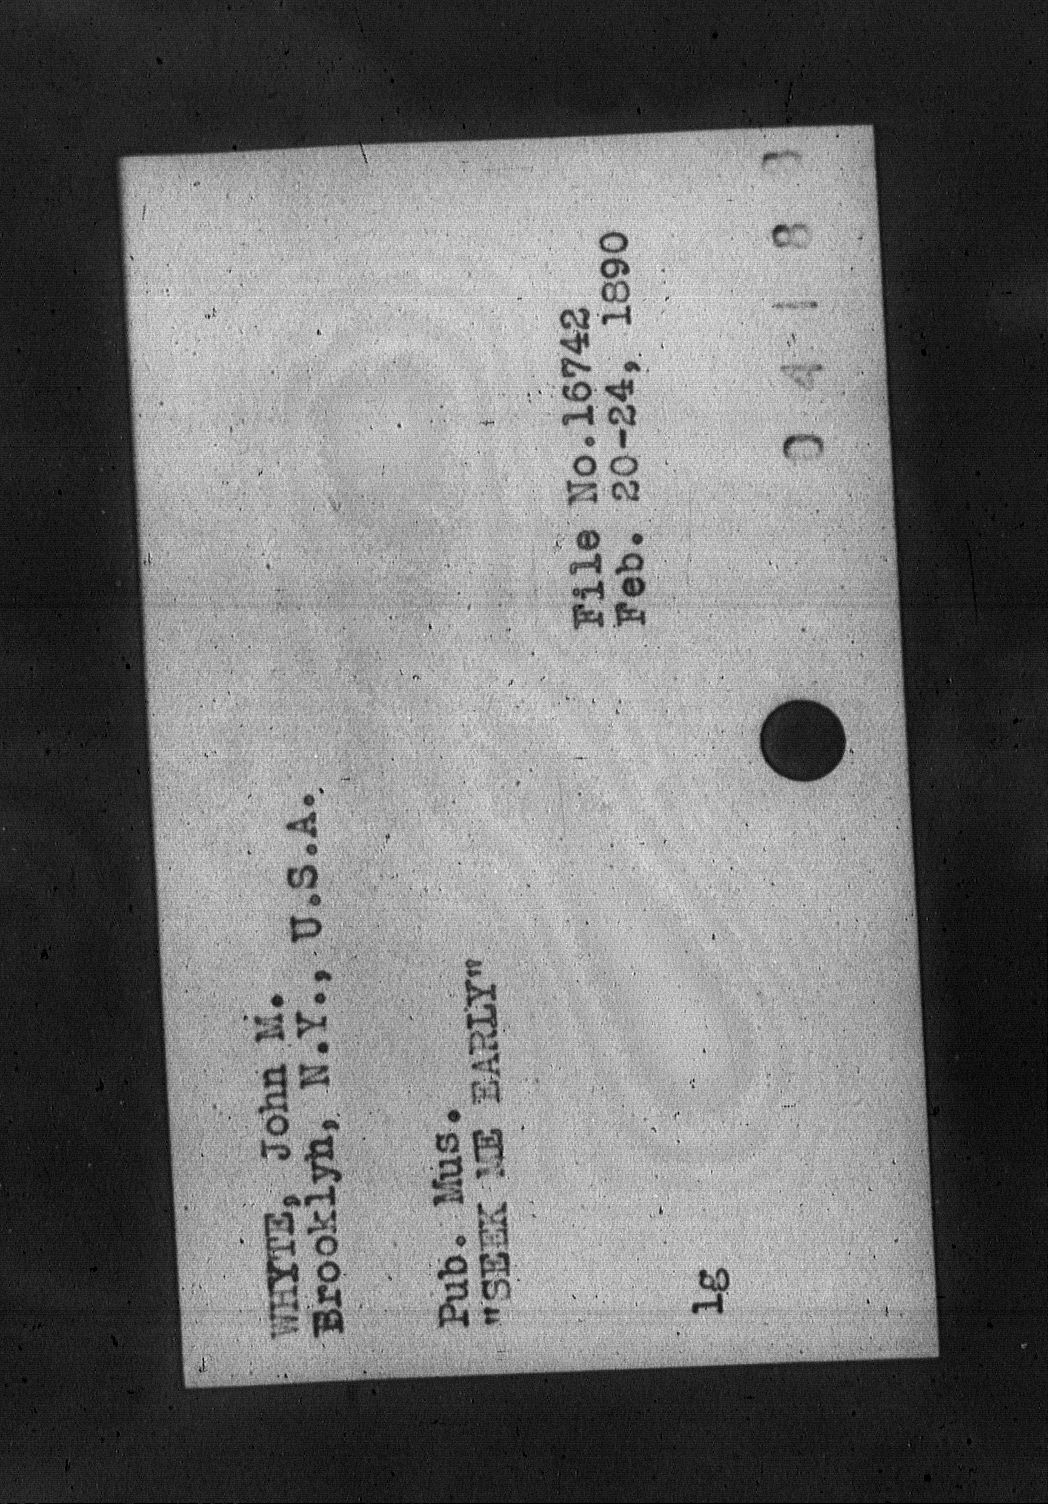 WHYTE, John M.
Brooklyn, N.Y., U.S.A.
Pub. Mus.
"SEEK ME EARLY"
File No.16742
Feb. 20-24, 1890
lg
0 4 1 8